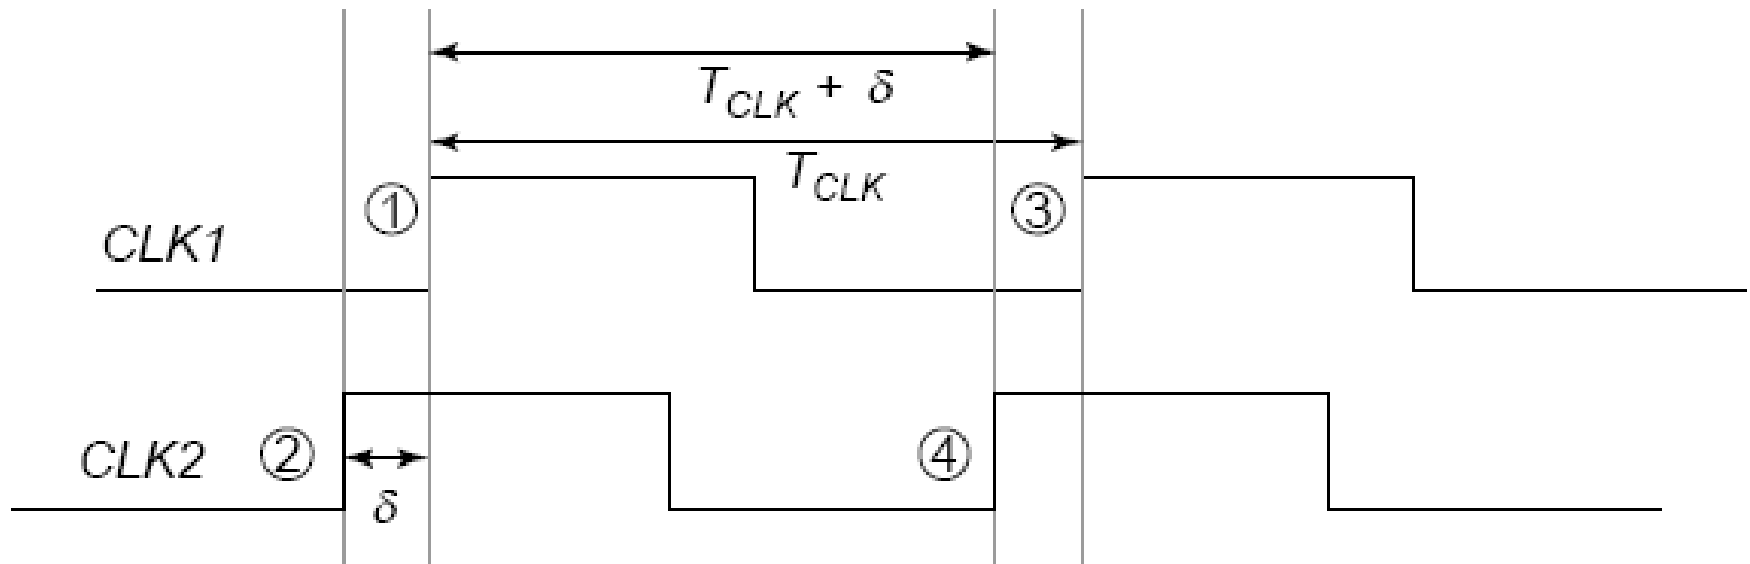 T_CLK + δ
T_CLK
① ③
CLK1
CLK2 ② ④
δ